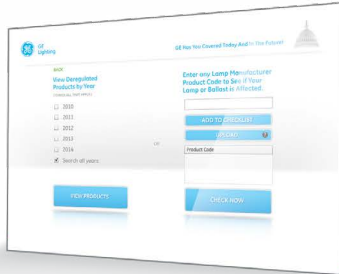 GE
Lighting
GE Has You Covered Today And In The Future
BACK
View Deregulated
Products by Year
2010
2011
2012
2013
2014
Search all years
VIEW PRODUCTS
OR
Enter any Lamp Manufacturer
Product Code to See if Your
Lamp or Ballast is Affected.
ADD TO CHECKLIST
UPLOAD
Product Code
CHECK NOW